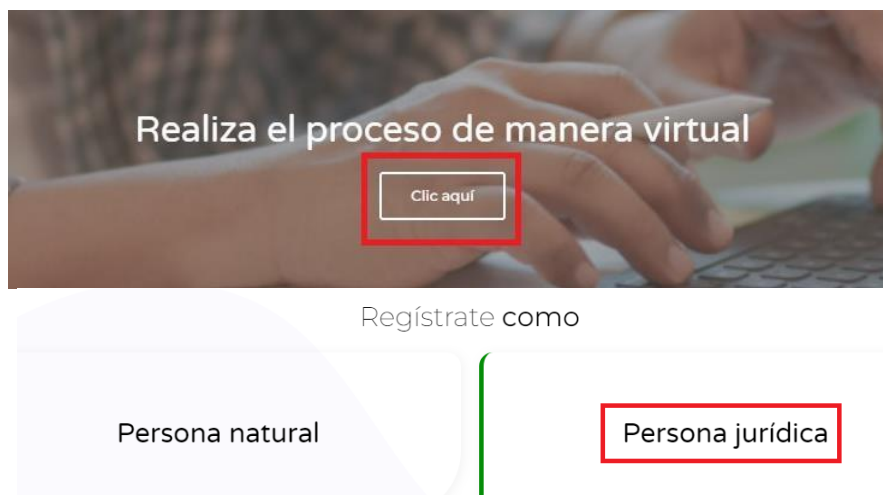 Realiza el proceso de manera virtual
Clic aquí
Regístrate como
Persona natural
Persona jurídica